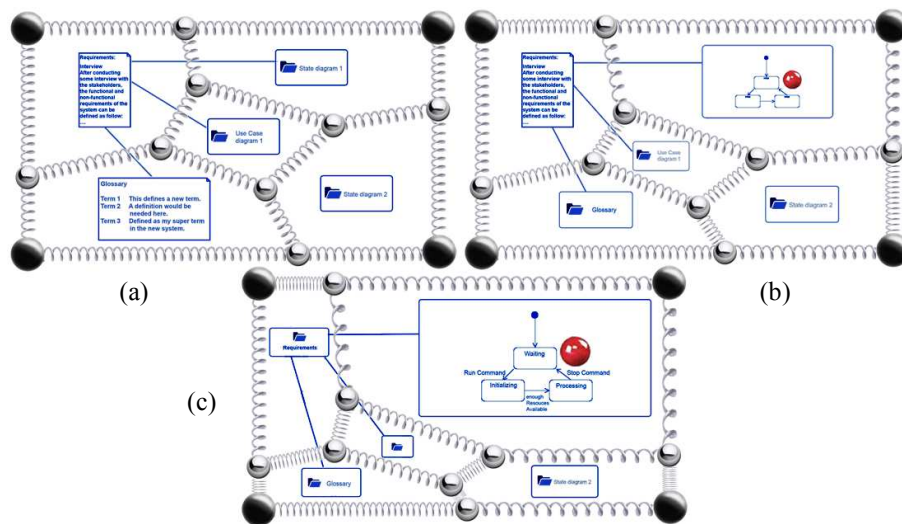 Requirements:
Interview
After conducting
some interview with
the stakeholders,
the functional and
non-functional
requirements of the
system can be
defined as follow:
....
State diagram 1
Use Case
diagram 1
Glossary
Term 1 This defines a new term.
Term 2 A definition would be
needed here.
Term 3 Defined as my super term
in the new system.
State diagram 2
(a)
Requirements:
Interview
After conducting
some interview with
the stakeholders,
the functional and
non-functional
requirements of the
system can be
defined as follow:
....
Use Case
diagram 1
Glossary
State diagram 2
(b)
Requirements
Waiting
Run Command
Stop Command
Initializing
Processing
enough
Resouces
Available
Glossary
State diagram 2
(c)